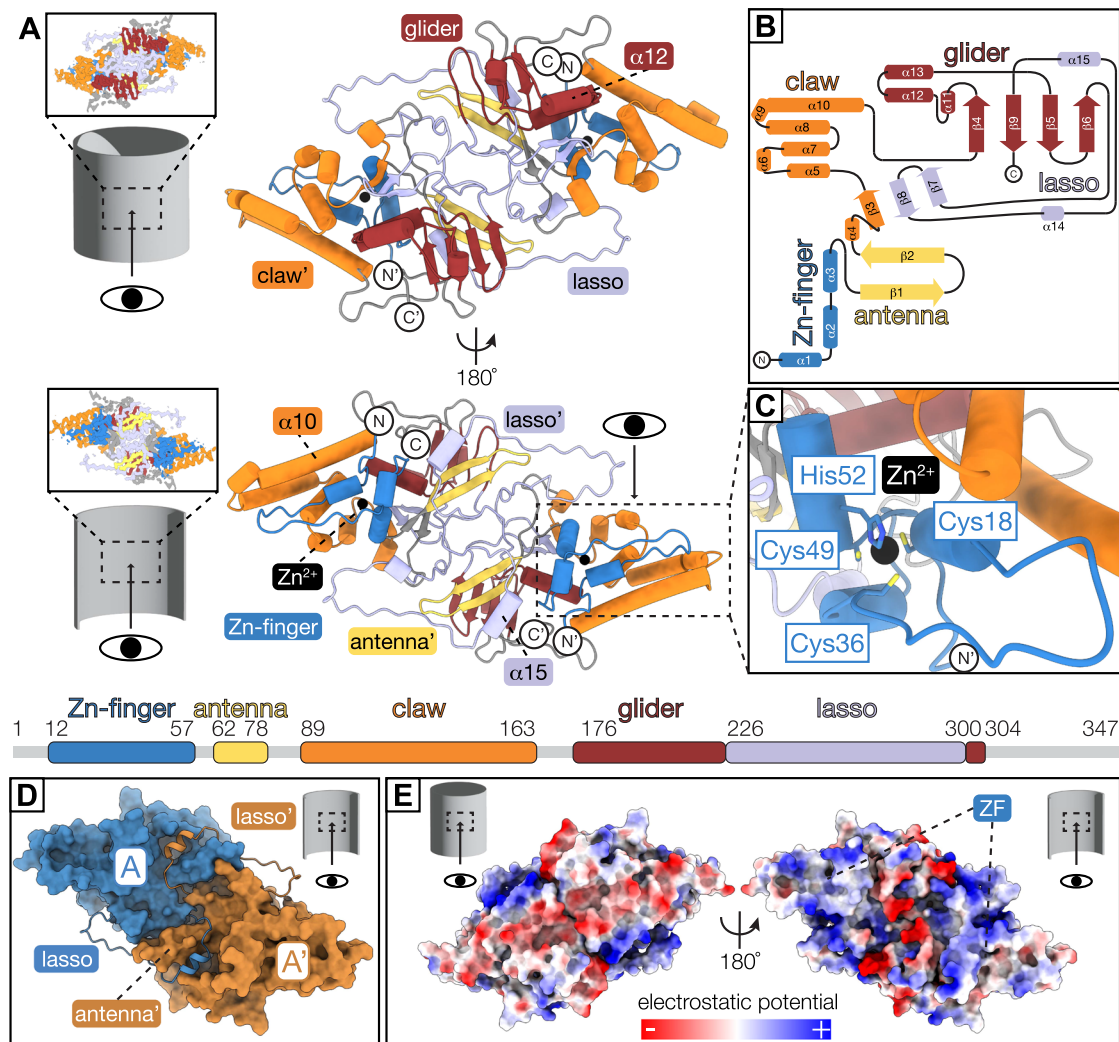 A
glider
C
N
α12
claw'
N'
C'
lasso
180°
α10
N
C
lasso'
Zn²⁺
Zn-finger
antenna'
C'
N'
α15
B
glider
α15
claw
α13
α12
α11
α9
α10
α8
α7
α6
α5
β4
β9
β5
β6
C
lasso
β8
β7
β3
α14
α4
β2
β1
antenna
Zn-finger
α3
α2
α1
N
C
His52
Zn²⁺
Cys18
Cys49
Cys36
N'
Zn-finger
antenna
claw
glider
lasso
1
12
57
62
78
89
163
176
226
300
304
347
D
lasso'
A
lasso
A'
antenna'
E
ZF
180°
electrostatic potential
-
+